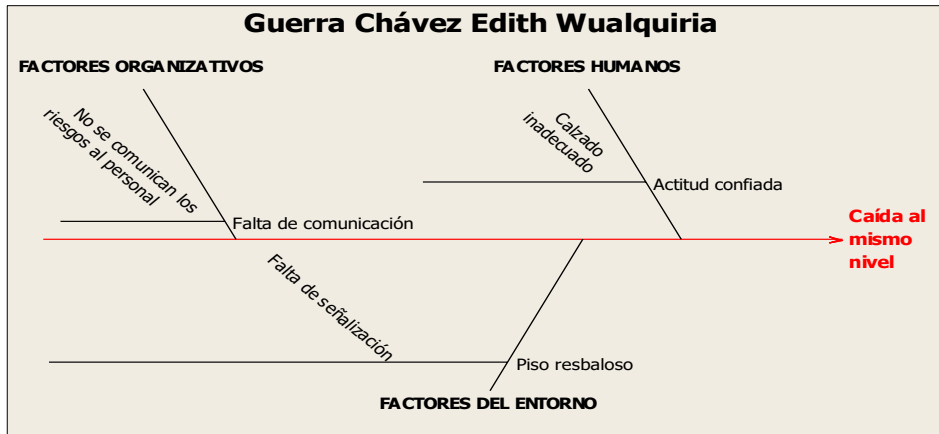 Guerra Chávez Edith Wualquiria
FACTORES ORGANIZATIVOS
FACTORES HUMANOS
No se comunican los
riesgos al personal
Calzado
inadecuado
Actitud confiada
Falta de comunicación
Caída al
mismo
nivel
Falta de señalización
Piso resbaloso
FACTORES DEL ENTORNO